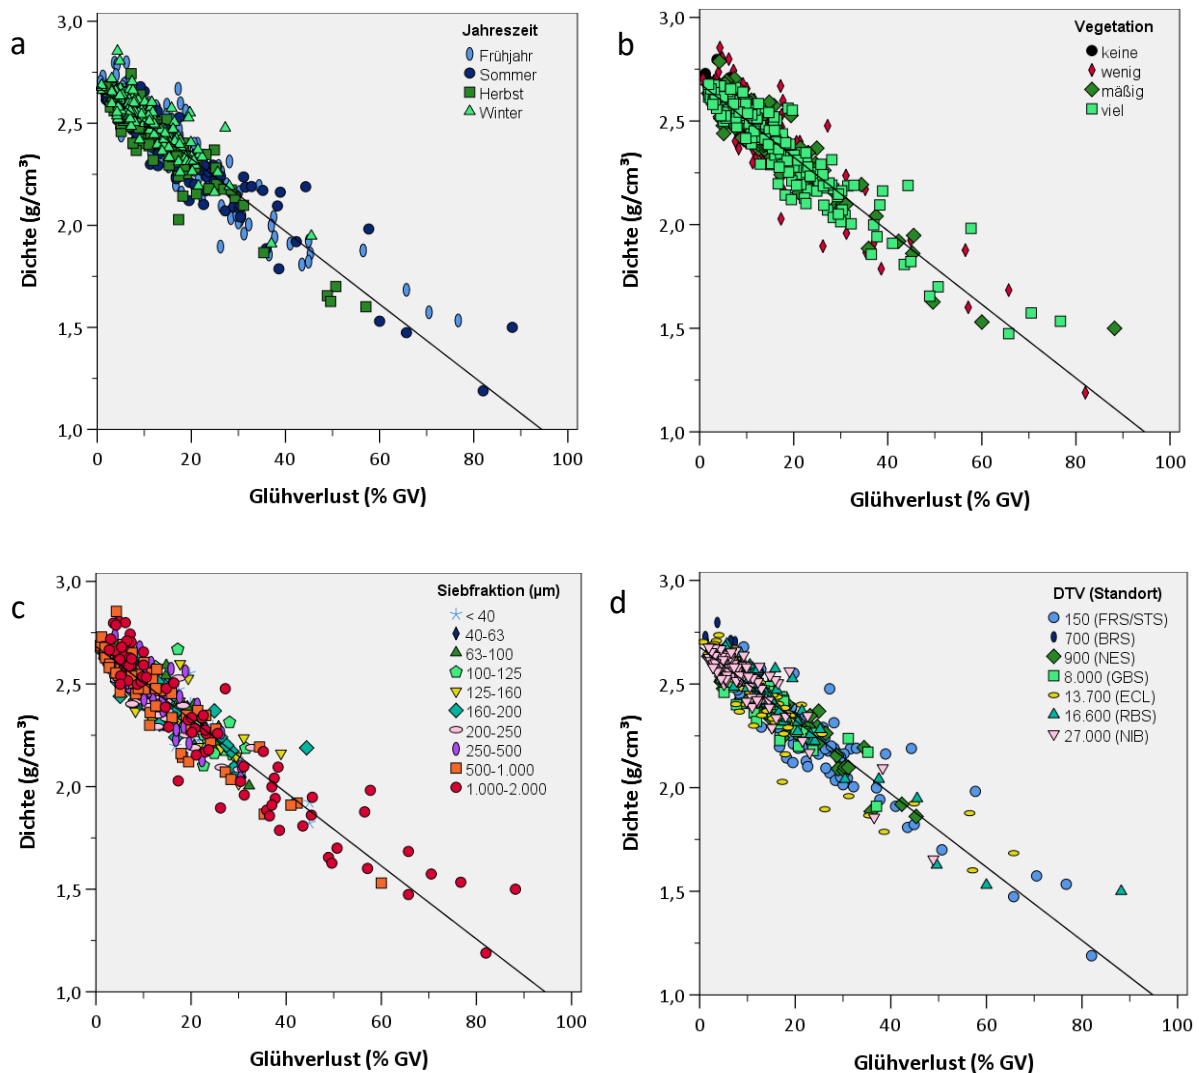 a
3,0
2,5
2,0
1,5
1,0
Dichte (g/cm³)
0 20 40 60 80 100
Glühverlust (% GV)
Jahreszeit
Frühjahr
Sommer
Herbst
Winter
b
3,0
2,5
2,0
1,5
1,0
Dichte (g/cm³)
0 20 40 60 80 100
Glühverlust (% GV)
Vegetation
keine
wenig
mäßig
viel
c
3,0
2,5
2,0
1,5
1,0
Dichte (g/cm³)
0 20 40 60 80 100
Glühverlust (% GV)
Siebfraktion (µm)
< 40
40-63
63-100
100-125
125-160
160-200
200-250
250-500
500-1.000
1.000-2.000
d
3,0
2,5
2,0
1,5
1,0
Dichte (g/cm³)
0 20 40 60 80 100
Glühverlust (% GV)
DTV (Standort)
150 (FRS/STS)
700 (BRS)
900 (NES)
8.000 (GBS)
13.700 (ECL)
16.600 (RBS)
27.000 (NIB)